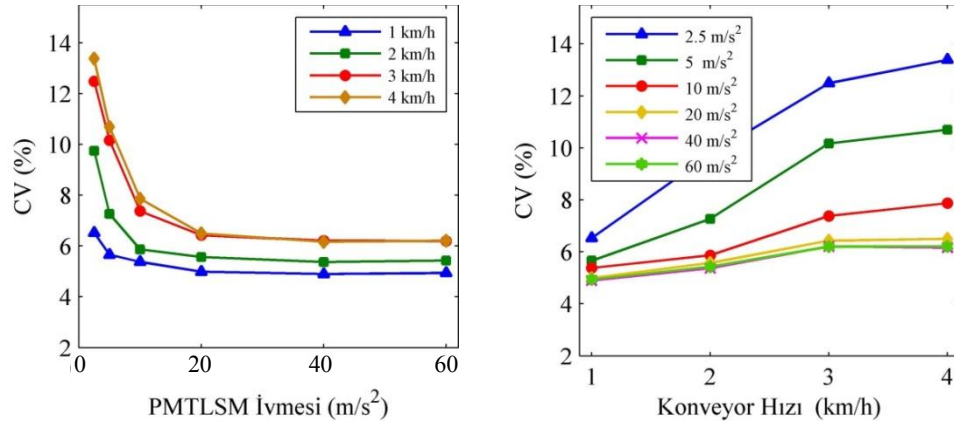 14
12
10
8
6
4
2
CV (%)
1 km/h
2 km/h
3 km/h
4 km/h
0 20 40 60
PMTLSM İvmesi (m/s²)
14
12
10
8
6
4
2
CV (%)
2.5 m/s²
5 m/s²
10 m/s²
20 m/s²
40 m/s²
60 m/s²
1 2 3 4
Konveyor Hızı (km/h)